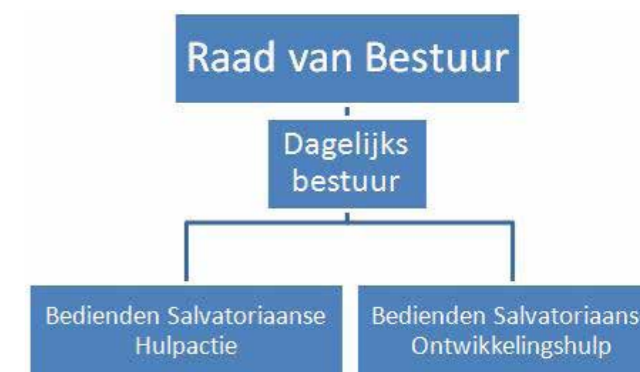 Raad van Bestuur
Dagelijks
bestuur
Bedienden Salvatoriaanse
Hulpactie
Bedienden Salvatoriaans
Ontwikkelingshulp